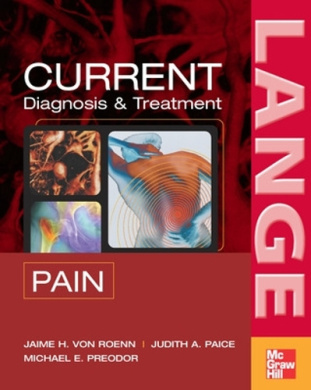 CURRENT
Diagnosis & Treatment
PAIN
JAIME H. VON ROENN | JUDITH A. PAICE
MICHAEL E. PREODOR
LANGE
Mc
Graw
Hill